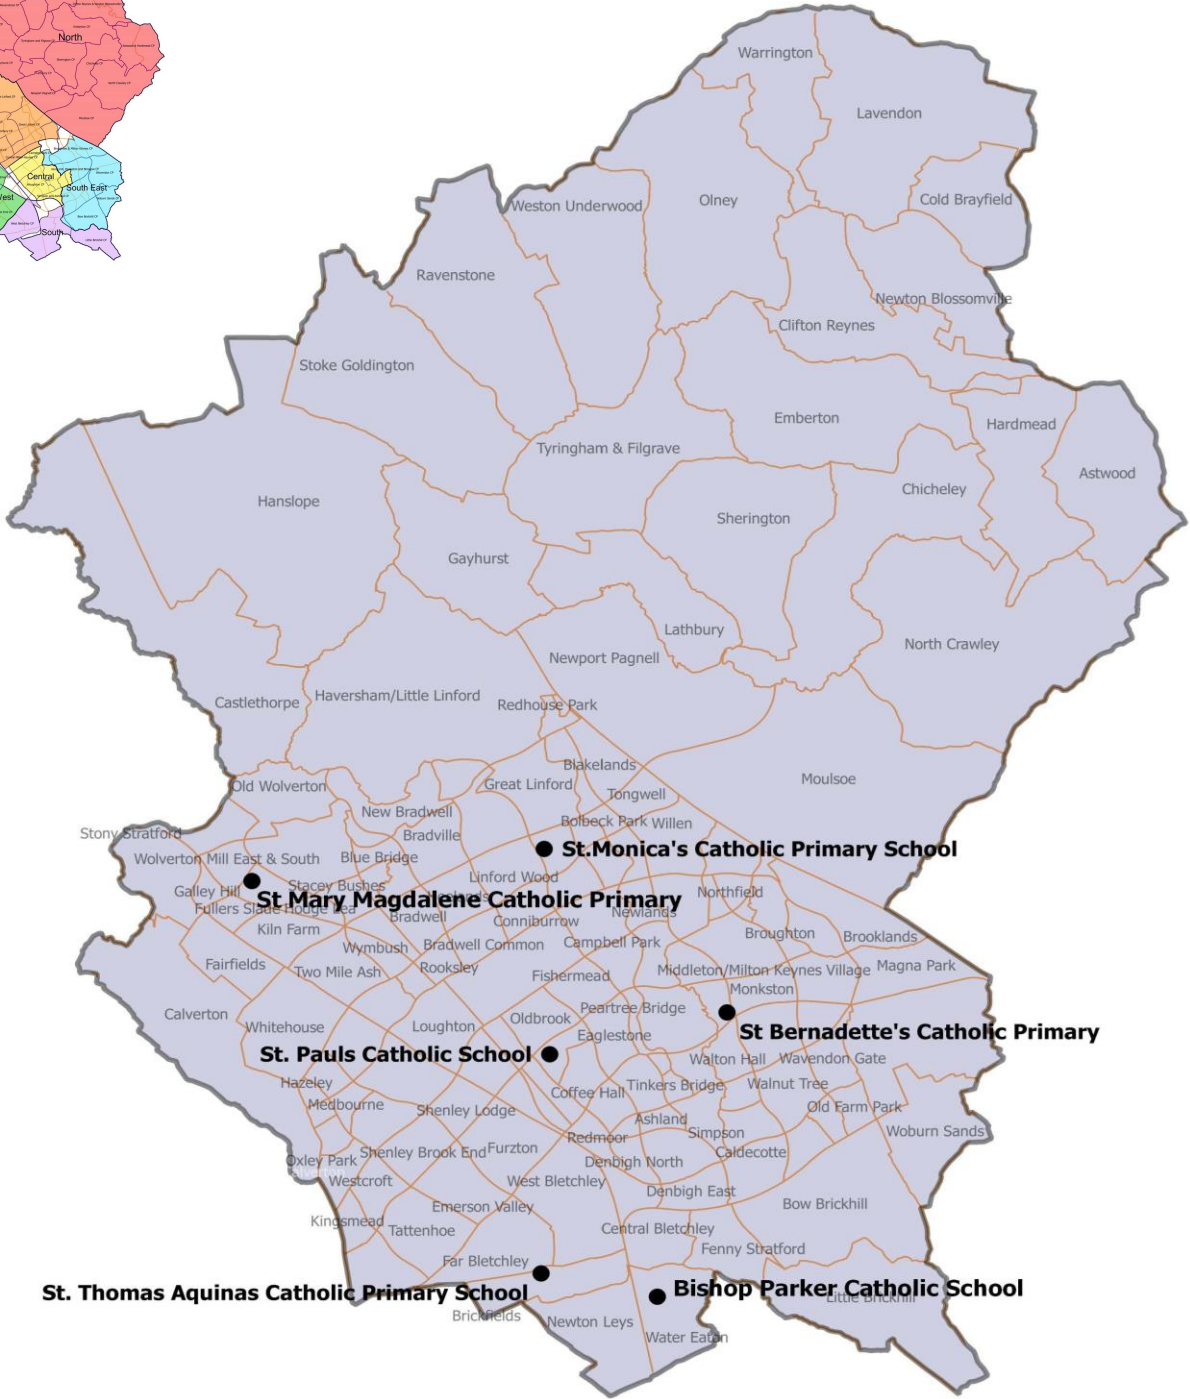 North
Central
South East
West
South
Warrington
Lavendon
Weston Underwood
Olney
Cold Brayfield
Ravenstone
Newton Blossomville
Clifton Reynes
Stoke Goldington
Emberton
Hardmead
Tyringham & Filgrave
Astwood
Hanslope
Chicheley
Sherington
Gayhurst
Lathbury
North Crawley
Newport Pagnell
Castlethorpe
Haversham/Little Linford
Redhouse Park
Blakelands
Moulsoe
Old Wolverton
Great Linford
Tongwell
New Bradwell
Bolbeck Park
Willen
Stony Stratford
Bradville
St.Monica's Catholic Primary School
Wolverton Mill East & South
Blue Bridge
Linford Wood
Galley Hill
Stacey Bushes
Northfield
St Mary Magdalene Catholic Primary
Fullers Slade
Hodge Lea
Bradwell
Newlands
Conniburrow
Kiln Farm
Broughton
Brooklands
Wymbush
Bradwell Common
Campbell Park
Fairfields
Two Mile Ash
Rooksley
Fishermead
Middleton/Milton Keynes Village
Magna Park
Monkston
Calverton
Peartree Bridge
Oldbrook
Whitehouse
Loughton
Eaglestone
St Bernadette's Catholic Primary
St. Pauls Catholic School
Walton Hall
Wavendon Gate
Hazeley
Coffee Hall
Tinkers Bridge
Walnut Tree
Medbourne
Shenley Lodge
Old Farm Park
Ashland
Simpson
Woburn Sands
Redmoor
Shenley Brook End
Furzton
Caldecotte
Oxley Park
Denbigh North
Calverton
Westcroft
West Bletchley
Denbigh East
Emerson Valley
Bow Brickhill
Kingsmead
Tattenhoe
Central Bletchley
Fenny Stratford
Far Bletchley
St. Thomas Aquinas Catholic Primary School
Bishop Parker Catholic School
Little Brickhill
Brickfields
Newton Leys
Water Eaton